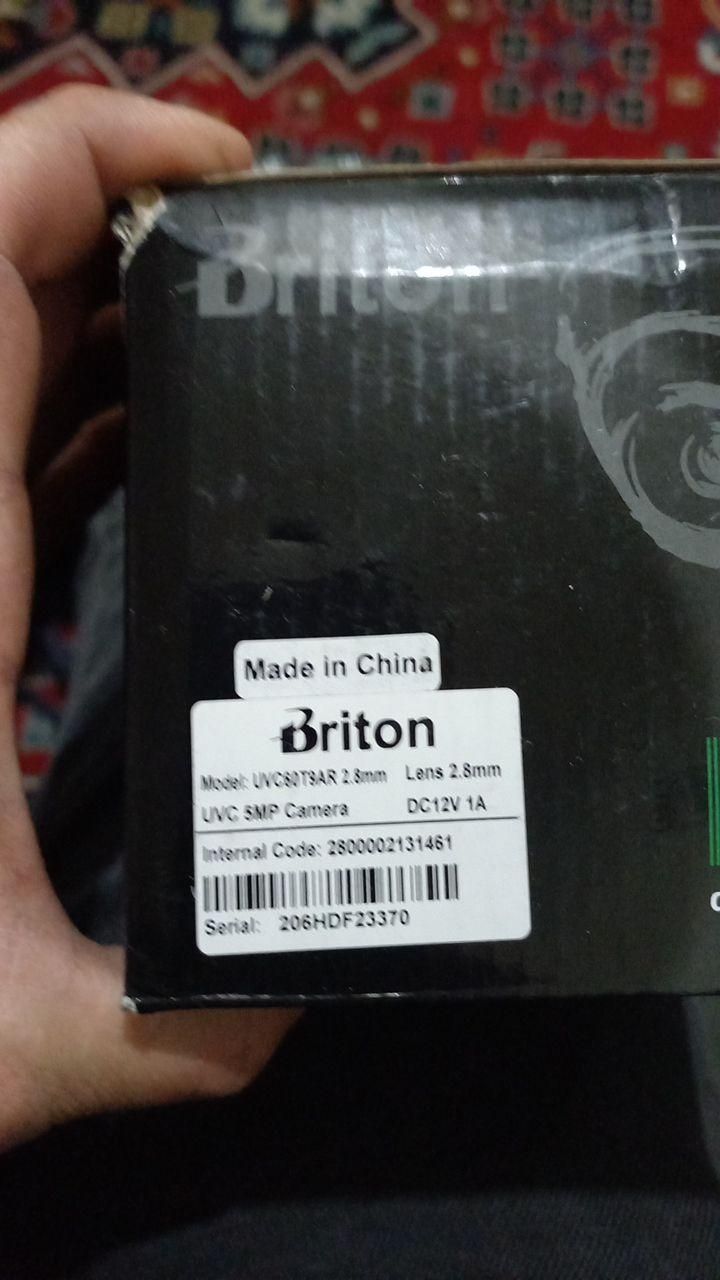 Briton
Made in China
Briton
Model: UVC60T9AR 2.8mm Lens 2.8mm
UVC 5MP Camera DC12V 1A
Internal Code: 2800002131461
Serial: 206HDF23370